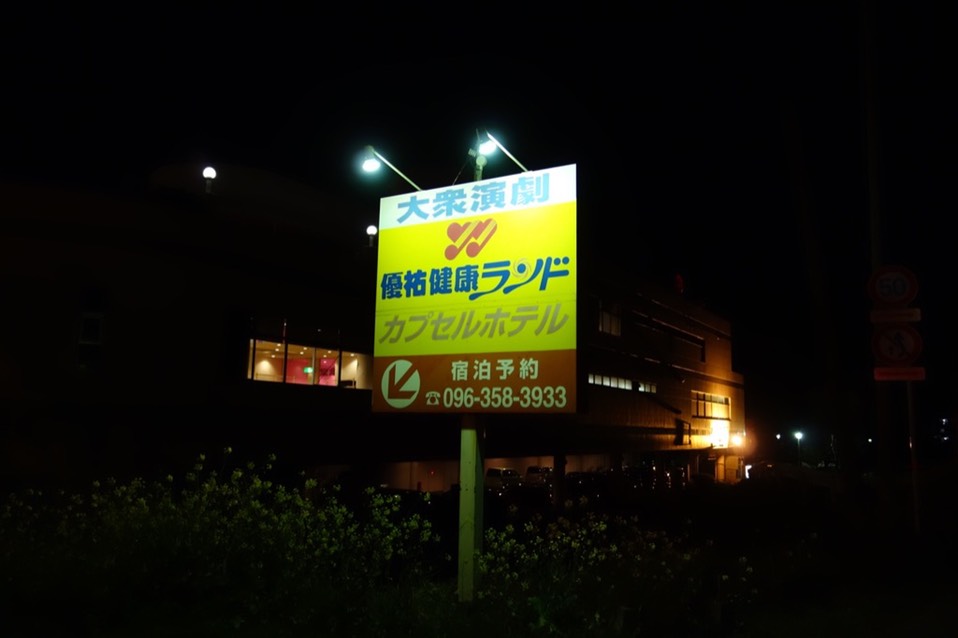 大衆演劇
優祐健康ランド
カプセルホテル
宿泊予約
☎096-358-3933